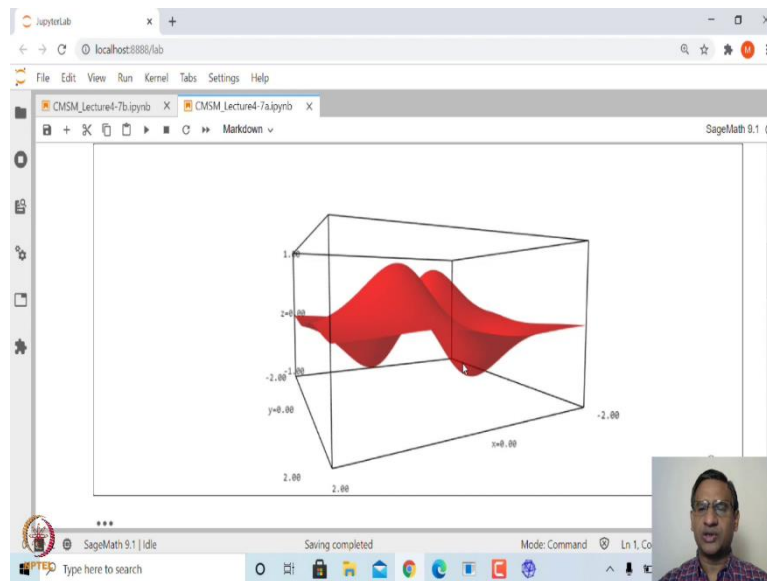 JupyterLab
localhost:8888/lab
File Edit View Run Kernel Tabs Settings Help
CMSM_Lecture4-7b.ipynb CMSM_Lecture4-7a.ipynb
Markdown SageMath 9.1
1.00
z=0.00
-1.00
-2.00
y=0.00
2.00
2.00
x=0.00
-2.00
SageMath 9.1 | Idle Saving completed Mode: Command Ln 1, Co
NPTEL Type here to search